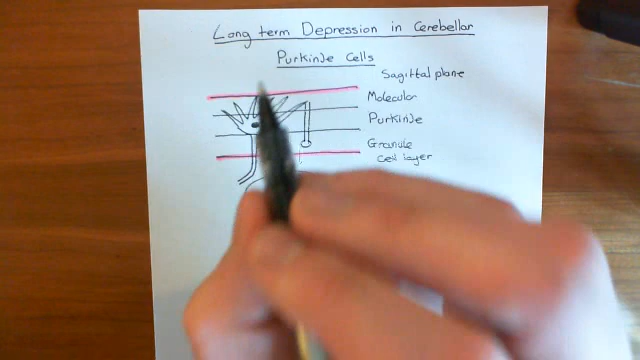 Long term Depression in Cerebellar
Purkinje Cells
Sagittal plane
Molecular
Purkinje
Granule
cell layer